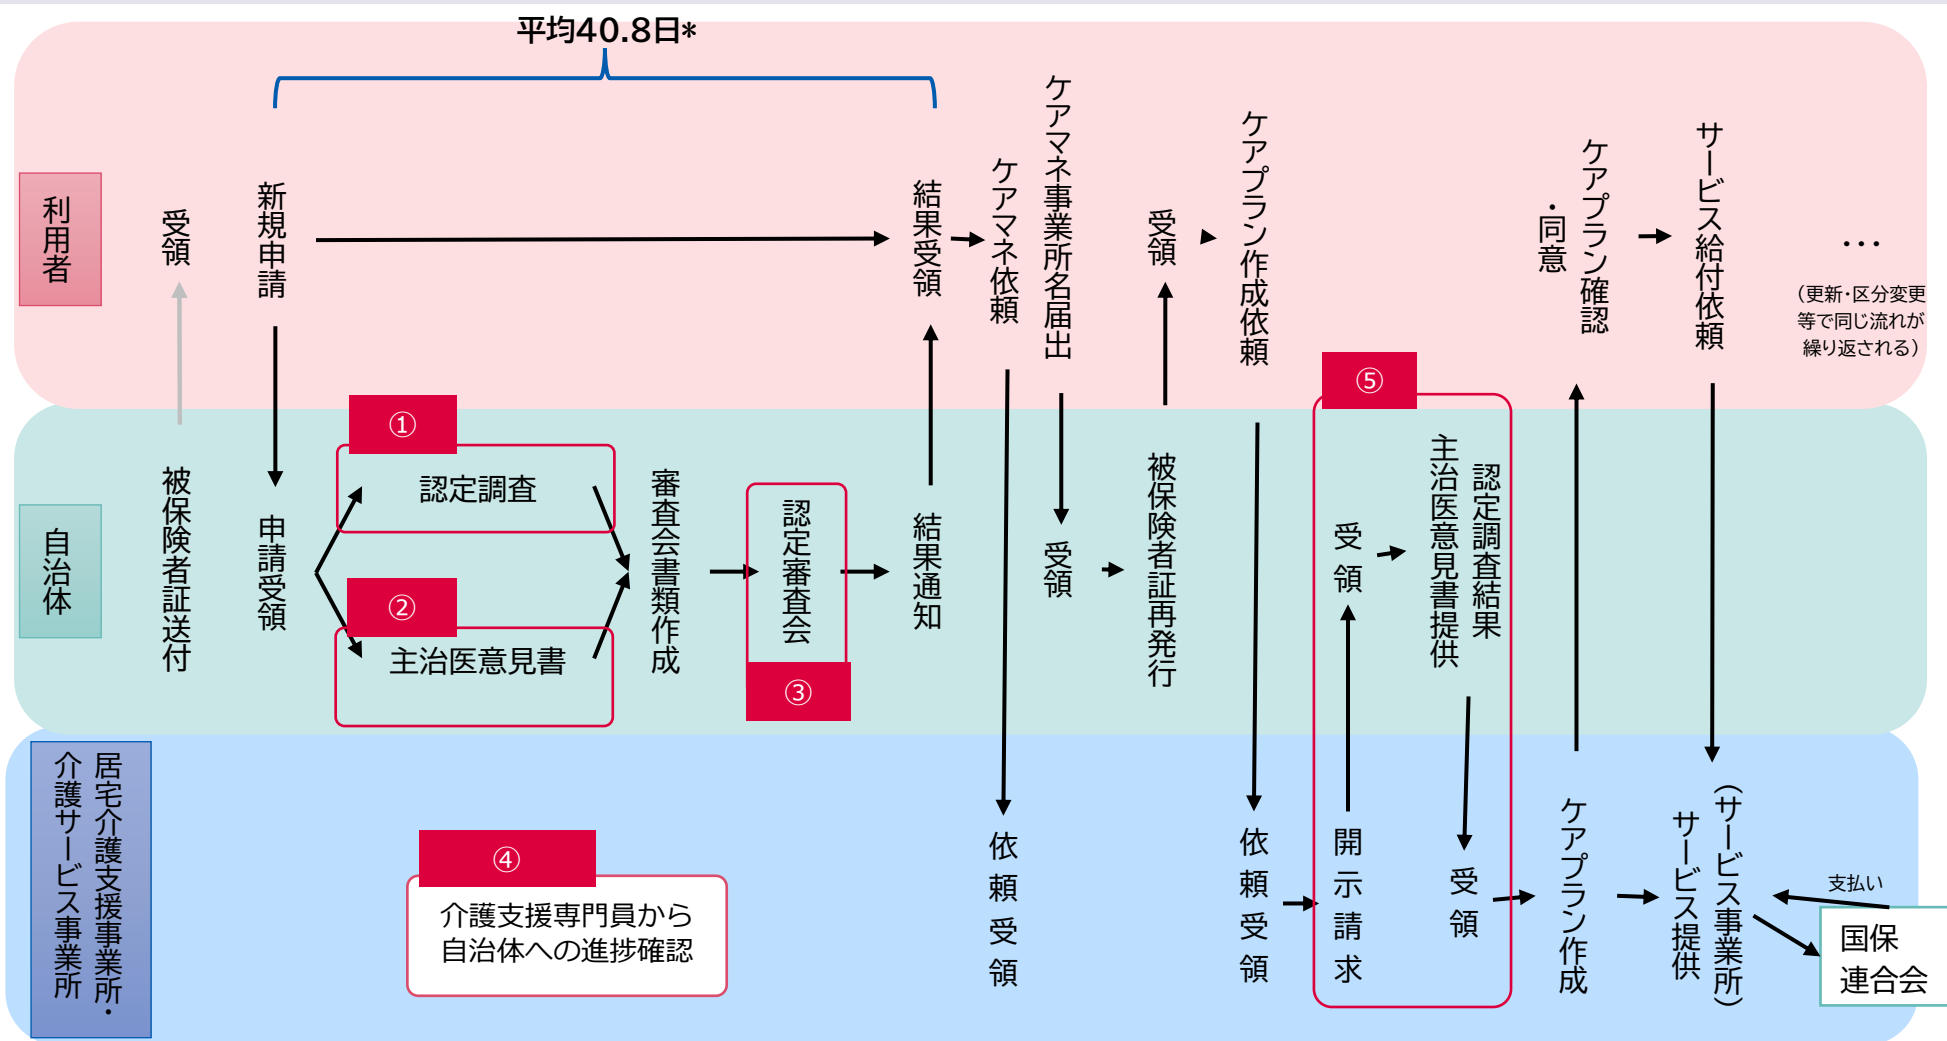 平均40.8日*
利用者
受領
新規申請
結果受領
ケアマネ依頼
ケアマネ事業所名届出
受領
ケアプラン作成依頼
ケアプラン確認
・同意
サービス給付依頼
…
（更新・区分変更
等で同じ流れが
繰り返される）
自治体
被保険者証送付
申請受領
①
認定調査
②
主治医意見書
審査会書類作成
認定審査会
③
結果通知
受領
被保険者証再発行
⑤
受領
認定調査結果
主治医意見書提供
居宅介護支援事業所・
介護サービス事業所
④
介護支援専門員から
自治体への進捗確認
依頼受領
依頼受領
開示請求
受領
ケアプラン作成
（サービス事業所）
サービス提供
支払い
国保
連合会